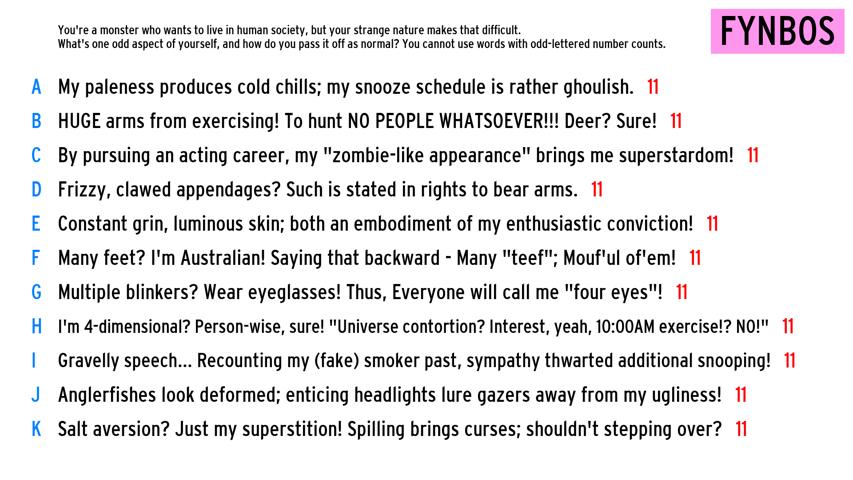 You're a monster who wants to live in human society, but your strange nature makes that difficult.
What's one odd aspect of yourself, and how do you pass it off as normal? You cannot use words with odd-lettered number counts.
FYNBOS
A My paleness produces cold chills; my snooze schedule is rather ghoulish. 11
B HUGE arms from exercising! To hunt NO PEOPLE WHATSOEVER!!! Deer? Sure! 11
C By pursuing an acting career, my "zombie-like appearance" brings me superstardom! 11
D Frizzy, clawed appendages? Such is stated in rights to bear arms. 11
E Constant grin, luminous skin; both an embodiment of my enthusiastic conviction! 11
F Many feet? I'm Australian! Saying that backward - Many "teef"; Mouf'ul of'em! 11
G Multiple blinkers? Wear eyeglasses! Thus, Everyone will call me "four eyes"! 11
H I'm 4-dimensional? Person-wise, sure! "Universe contortion? Interest, yeah, 10:00AM exercise!? NO!" 11
I Gravelly speech... Recounting my (fake) smoker past, sympathy thwarted additional snooping! 11
J Anglerfishes look deformed; enticing headlights lure gazers away from my ugliness! 11
K Salt aversion? Just my superstition! Spilling brings curses; shouldn't stepping over? 11